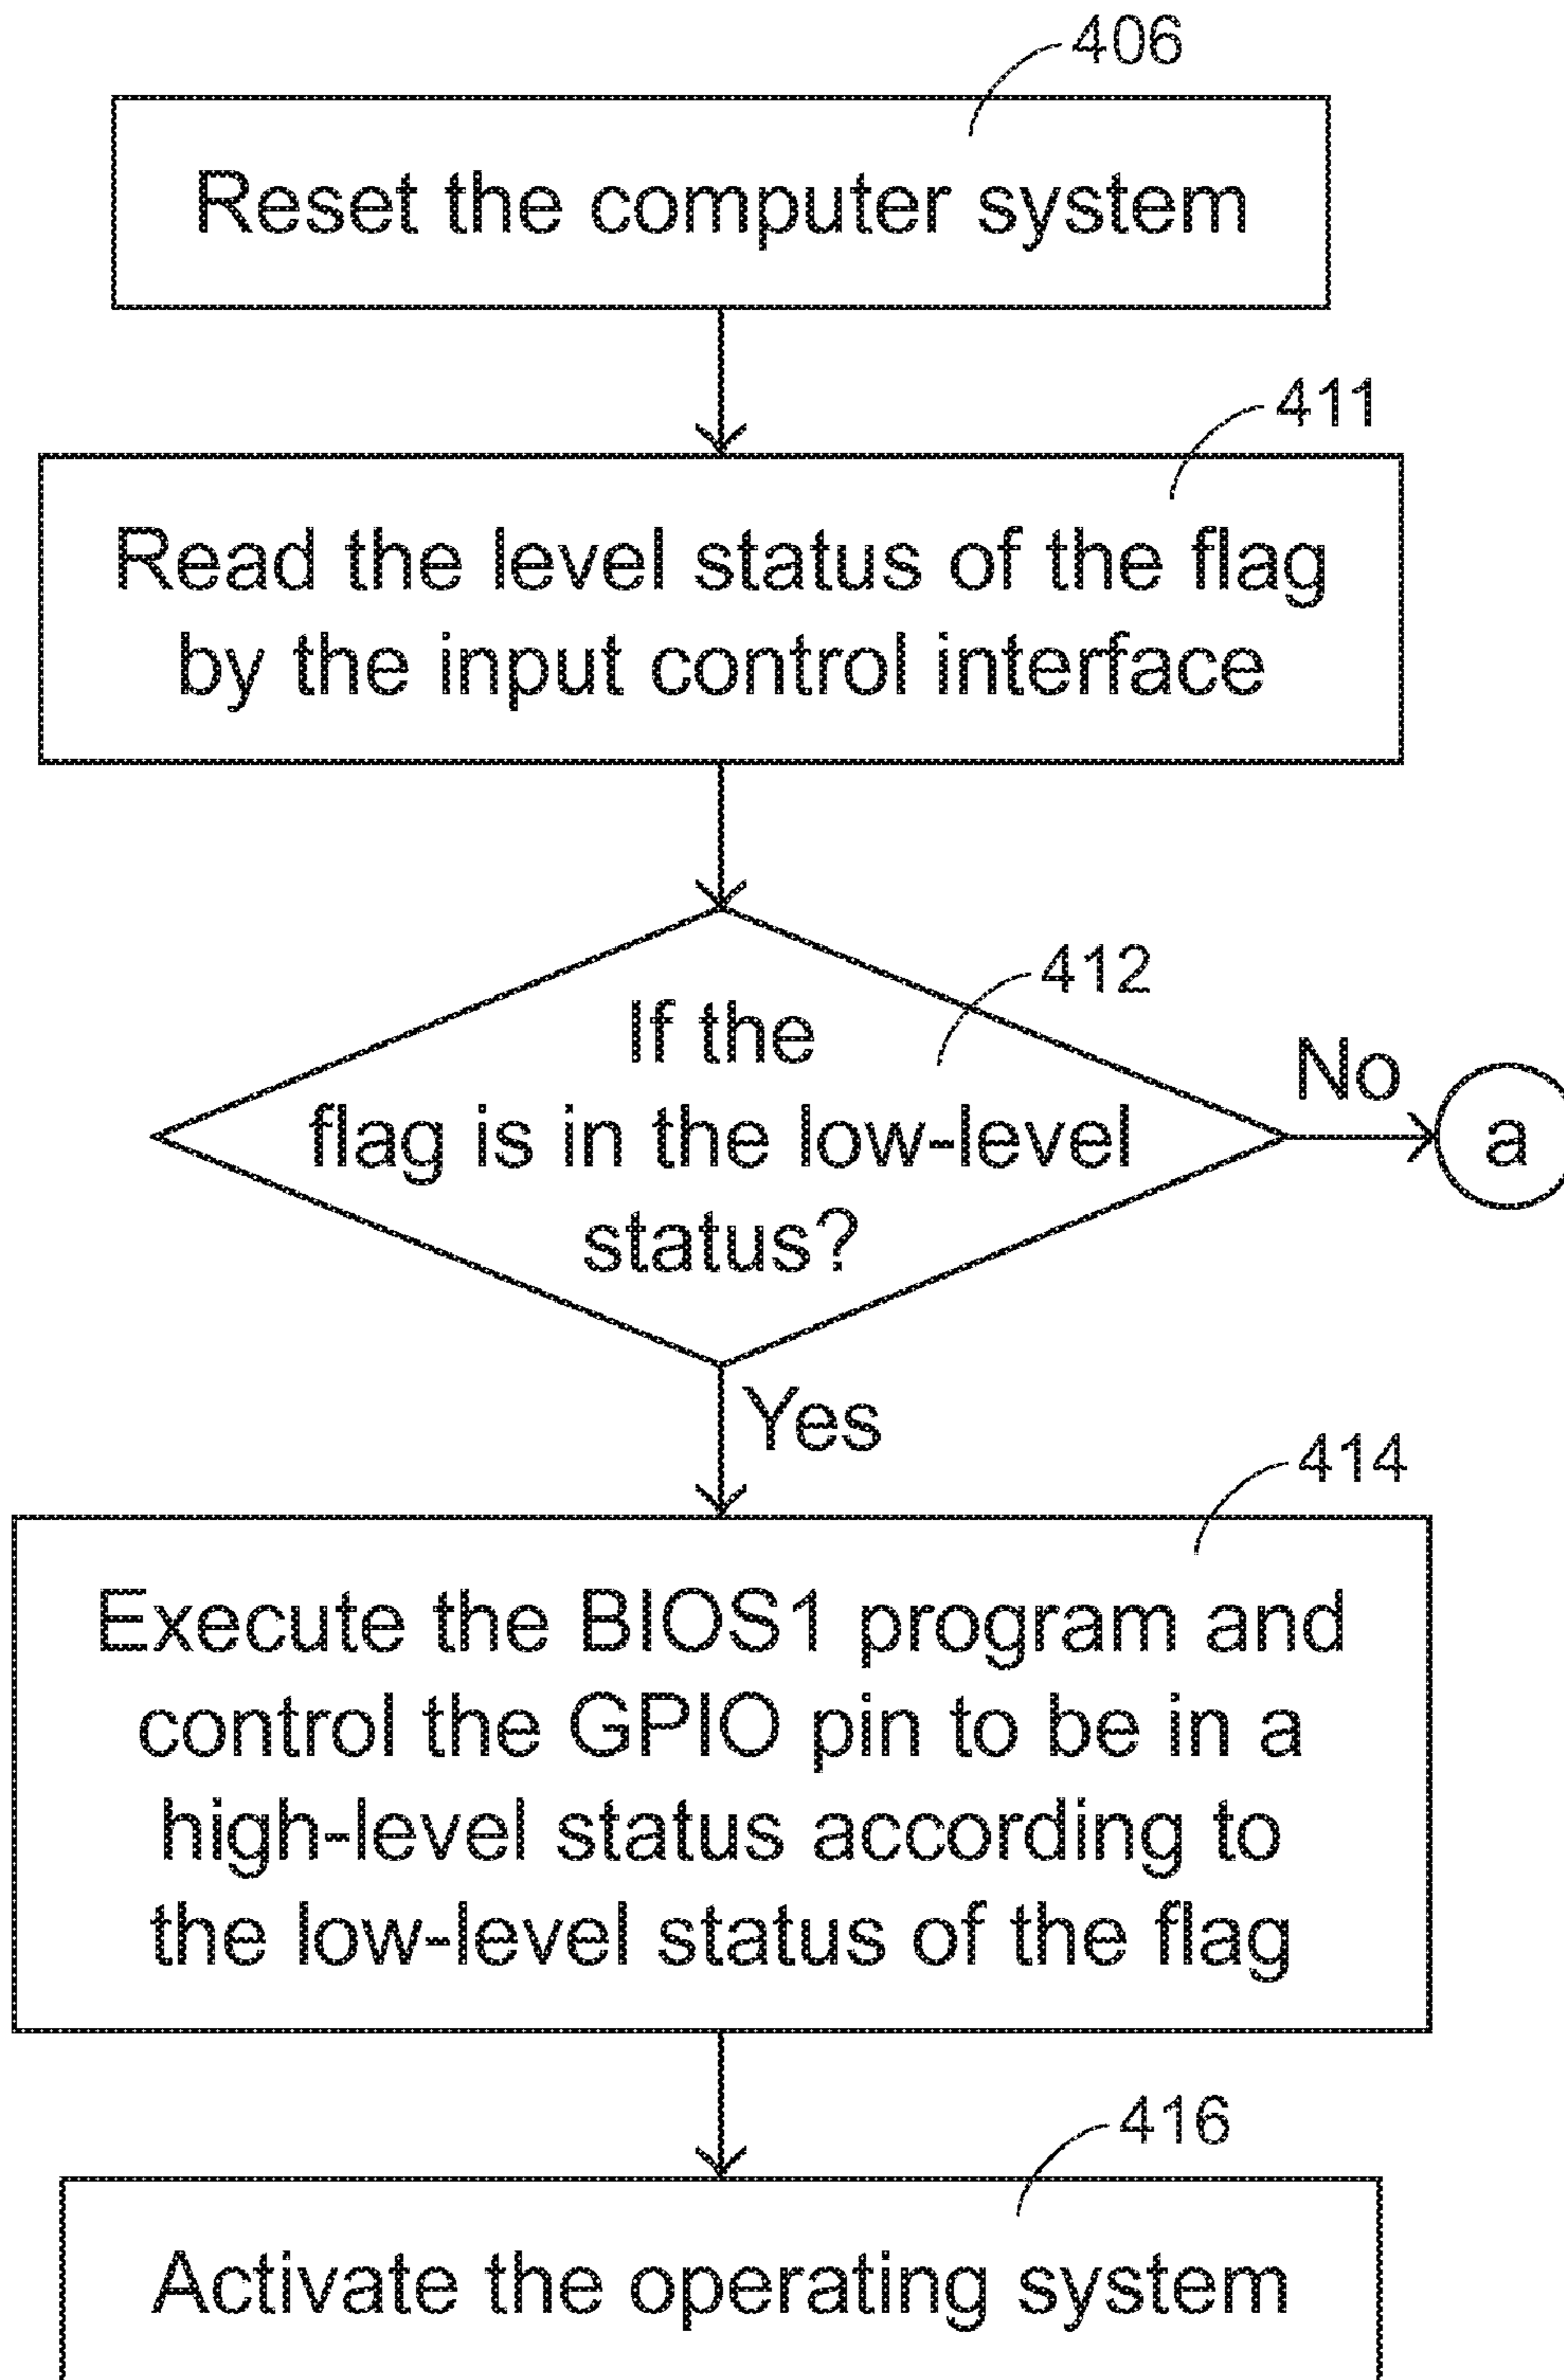 406
Reset the computer system
411
Read the level status of the flag
by the input control interface
412
If the
flag is in the low-level
status?
No
a
Yes
414
Execute the BIOS1 program and
control the GPIO pin to be in a
high-level status according to
the low-level status of the flag
416
Activate the operating system